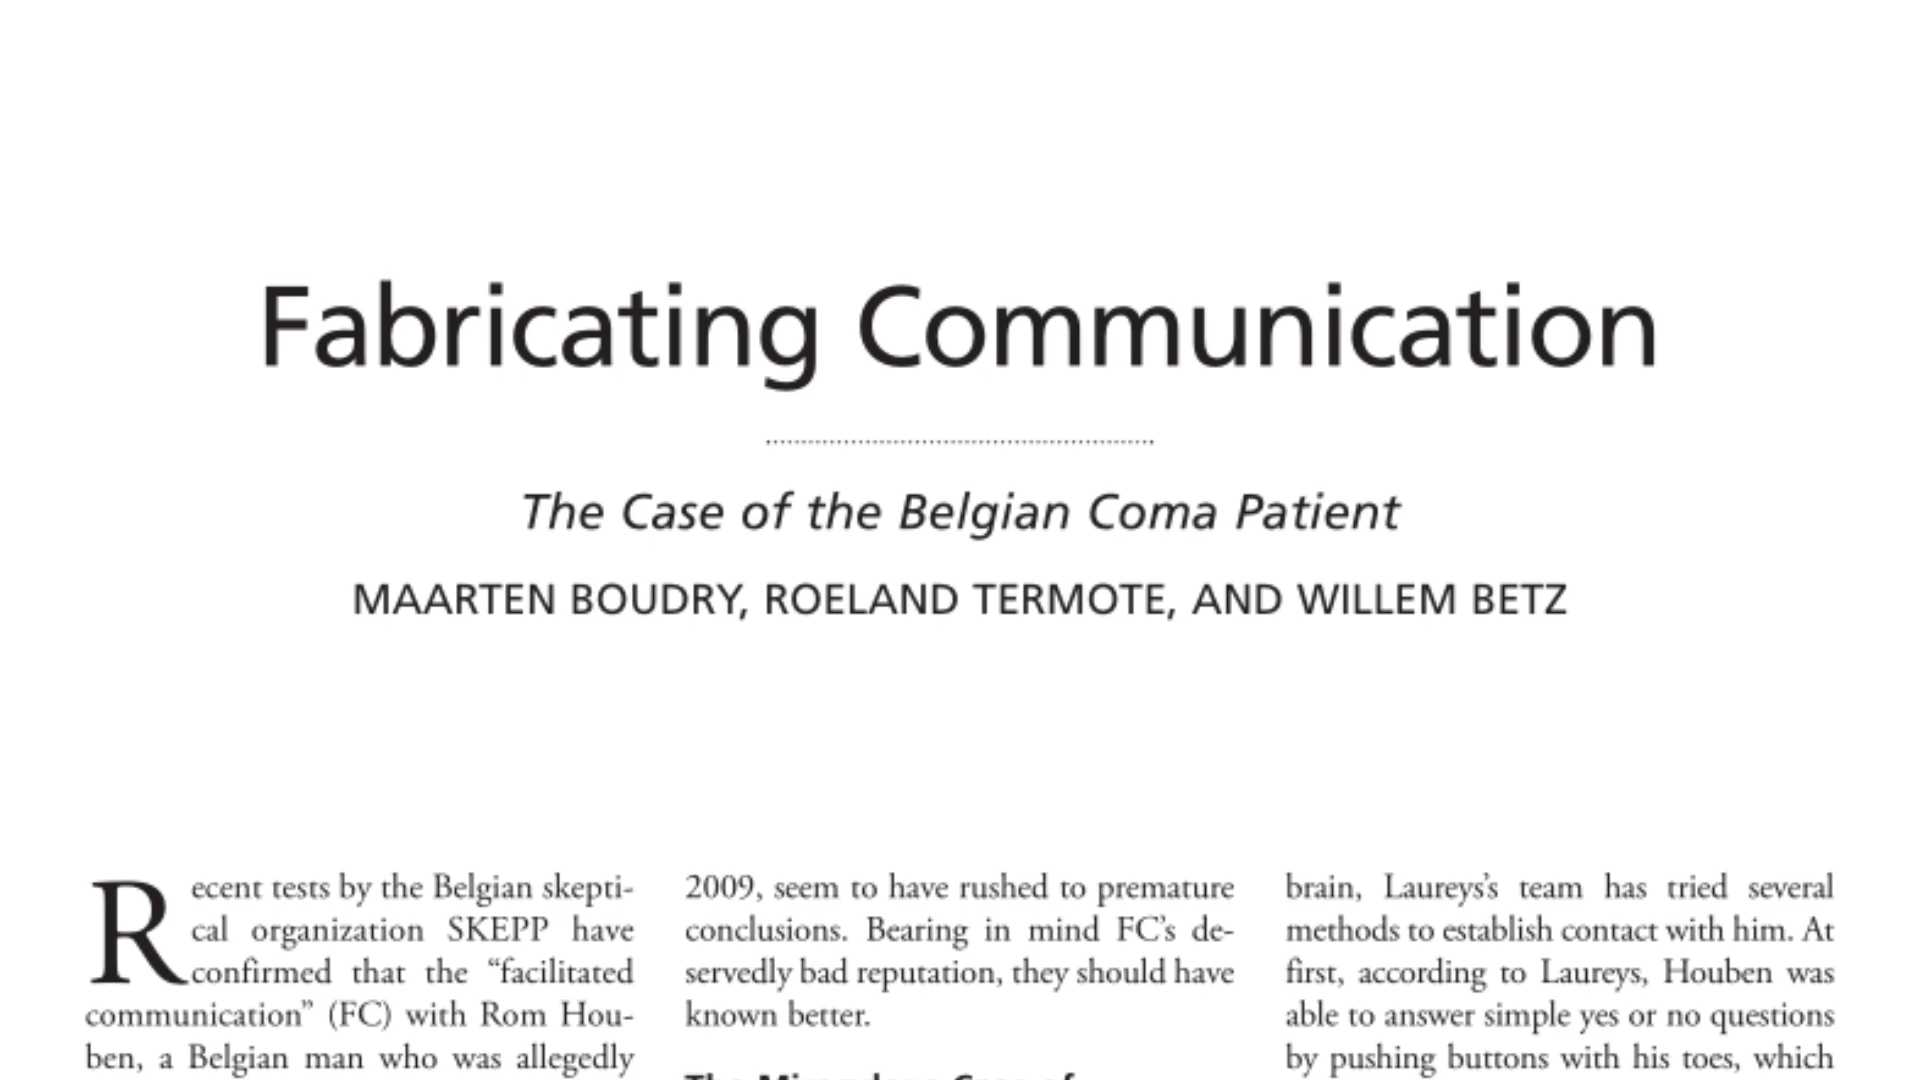 Fabricating Communication
The Case of the Belgian Coma Patient
MAARTEN BOUDRY, ROELAND TERMOTE, AND WILLEM BETZ
Recent tests by the Belgian skepti-
cal organization SKEPP have
confirmed that the “facilitated
communication” (FC) with Rom Hou-
ben, a Belgian man who was allegedly
2009, seem to have rushed to premature
conclusions. Bearing in mind FC’s de-
servedly bad reputation, they should have
known better.
The Miraculous Case of
brain, Laureys’s team has tried several
methods to establish contact with him. At
first, according to Laureys, Houben was
able to answer simple yes or no questions
by pushing buttons with his toes, which